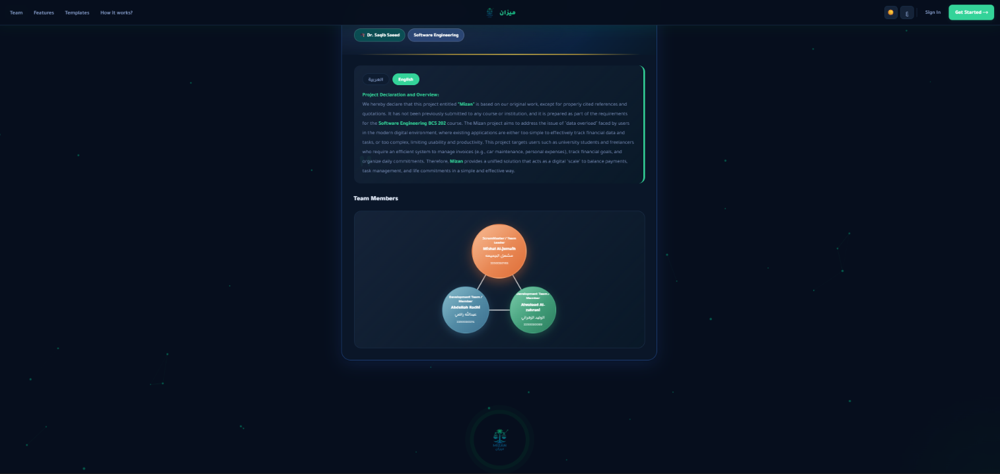 Team Features Templates How it works?
ميزان
ع Sign In Get Started →
Dr. Saqib Saeed Software Engineering
العربية English
Project Declaration and Overview:
We hereby declare that this project entitled "Mizan" is based on our original work, except for properly cited references and
quotations. It has not been previously submitted to any course or institution, and it is prepared as part of the requirements
for the Software Engineering BCS 202 course. The Mizan project aims to address the issue of "data overload" faced by users
in the modern digital environment, where existing applications are either too simple to effectively track financial data and
tasks, or too complex, limiting usability and productivity. This project targets users such as university students and freelancers
who require an efficient system to manage invoices (e.g., car maintenance, personal expenses), track financial goals, and
organize daily commitments. Therefore, Mizan provides a unified solution that acts as a digital "scale" to balance payments,
task management, and life commitments in a simple and effective way.
Team Members
ScrumMaster / Team
Leader
Mishal Al-Jomaih
مشعل الجميعه
Development Team /
Member
Abdullah Radhi
عبدالله راضي
Development Team /
Member
Alwaleed Al-
zahrani
الوليد الزهراني
MIZAN
ميزان